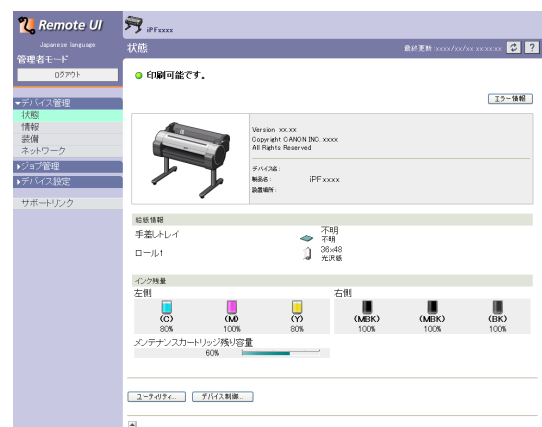 Remote UI
iPFxxxx
Japanese language
状態
最終更新 :xxxx/xx/xx xx:xx:xx
?
管理者モード
ログアウト
印刷可能です。
エラー情報
▼デバイス管理
状態
情報
装備
ネットワーク
▶ジョブ管理
▶デバイス設定
サポートリンク
Version xx.xx
Copyright CANON INC. xxxx
All Rights Reserved
デバイス名 :
製品名 : iPFxxxx
設置場所 :
給紙情報
手差しトレイ 不明
不明
ロール1 36x48
光沢紙
インク残量
左側 右側
(C) (M) (Y) (MBK) (MBK) (BK)
80% 100% 80% 100% 100% 100%
メンテナンスカートリッジ残り容量
60%
ユーティリティ... デバイス制御...